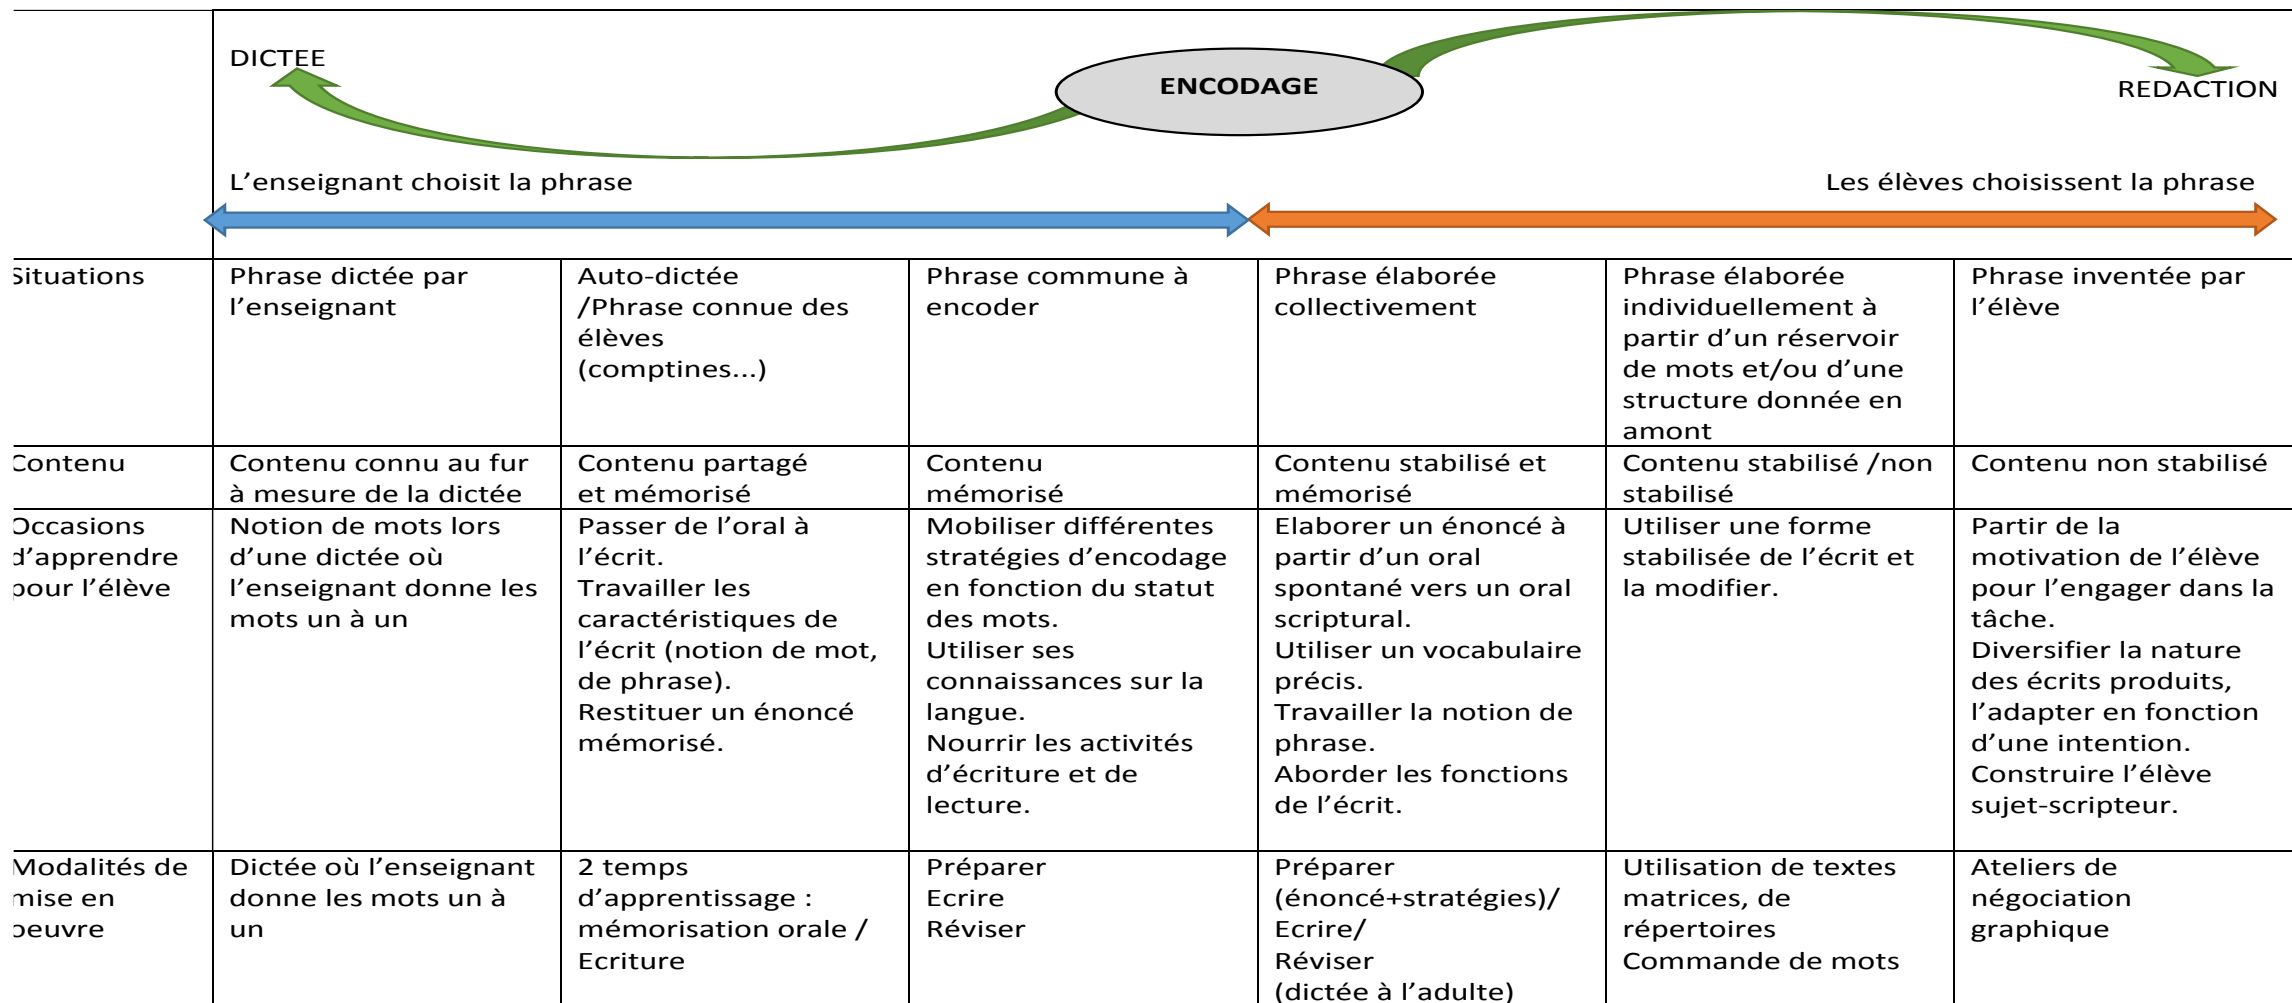 DICTEE
ENCODAGE
REDACTION
L’enseignant choisit la phrase
Les élèves choisissent la phrase
Situations
Phrase dictée par
l’enseignant
Auto-dictée
/Phrase connue des
élèves
(comptines...)
Phrase commune à
encoder
Phrase élaborée
collectivement
Phrase élaborée
individuellement à
partir d’un réservoir
de mots et/ou d’une
structure donnée en
amont
Phrase inventée par
l’élève
Contenu
Contenu connu au fur
à mesure de la dictée
Contenu partagé
et mémorisé
Contenu
mémorisé
Contenu stabilisé et
mémorisé
Contenu stabilisé /non
stabilisé
Contenu non stabilisé
Occasions
d’apprendre
pour l’élève
Notion de mots lors
d’une dictée où
l’enseignant donne les
mots un à un
Passer de l’oral à
l’écrit.
Travailler les
caractéristiques de
l’écrit (notion de mot,
de phrase).
Restituer un énoncé
mémorisé.
Mobiliser différentes
stratégies d’encodage
en fonction du statut
des mots.
Utiliser ses
connaissances sur la
langue.
Nourrir les activités
d’écriture et de
lecture.
Elaborer un énoncé à
partir d’un oral
spontané vers un oral
scriptural.
Utiliser un vocabulaire
précis.
Travailler la notion de
phrase.
Aborder les fonctions
de l’écrit.
Utiliser une forme
stabilisée de l’écrit et
la modifier.
Partir de la
motivation de l’élève
pour l’engager dans la
tâche.
Diversifier la nature
des écrits produits,
l’adapter en fonction
d’une intention.
Construire l’élève
sujet-scripteur.
Modalités de
mise en
oeuvre
Dictée où l’enseignant
donne les mots un à
un
2 temps
d’apprentissage :
mémorisation orale /
Ecriture
Préparer
Ecrire
Réviser
Préparer
(énoncé+stratégies)/
Ecrire/
Réviser
(dictée à l’adulte)
Utilisation de textes
matrices, de
répertoires
Commande de mots
Ateliers de
négociation
graphique